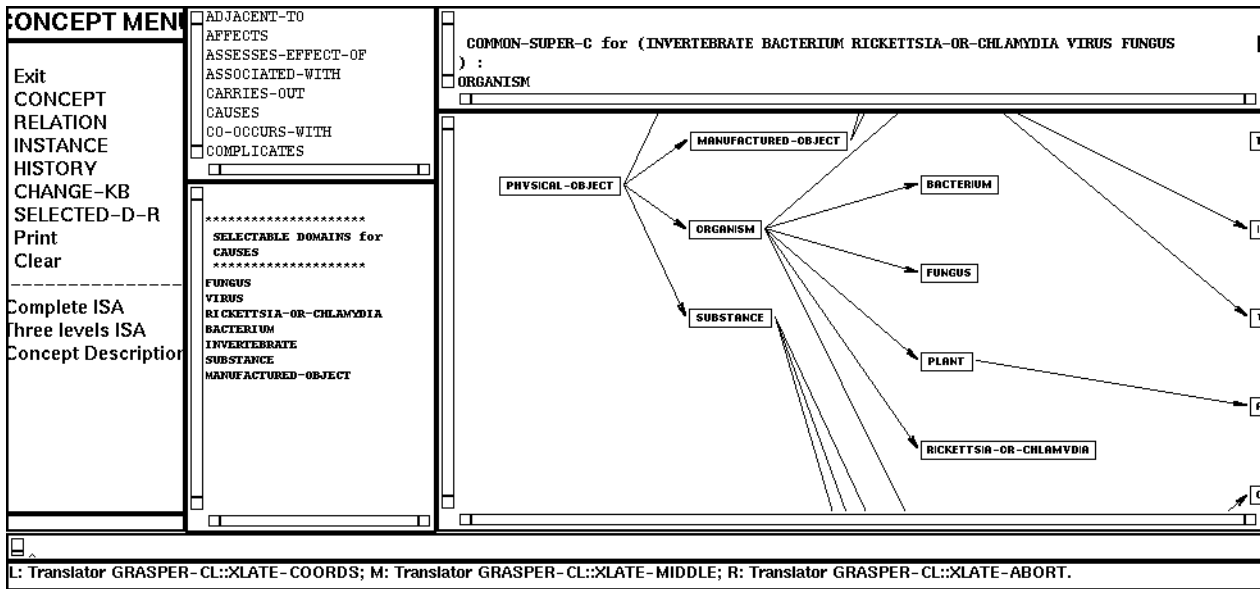 CONCEPT MENU
Exit
CONCEPT
RELATION
INSTANCE
HISTORY
CHANGE-KB
SELECTED-D-R
Print
Clear
--------------------------
Complete ISA
Three levels ISA
Concept Description
ADJACENT-TO
AFFECTS
ASSESSES-EFFECT-OF
ASSOCIATED-WITH
CARRIES-OUT
CAUSES
CO-OCCURS-WITH
COMPLICATES
*********************
SELECTABLE DOMAINS for
CAUSES
********************
FUNGUS
VIRUS
RICKETTSIA-OR-CHLAMYDIA
BACTERIUM
INVERTEBRATE
SUBSTANCE
MANUFACTURED-OBJECT
COMMON-SUPER-C for (INVERTEBRATE BACTERIUM RICKETTSIA-OR-CHLAMYDIA VIRUS FUNGUS
) :
ORGANISM
MANUFACTURED-OBJECT
PHYSICAL-OBJECT
BACTERIUM
ORGANISM
FUNGUS
SUBSTANCE
PLANT
RICKETTSIA-OR-CHLAMYDIA
L: Translator GRASPER-CL::XLATE-COORDS; M: Translator GRASPER-CL::XLATE-MIDDLE; R: Translator GRASPER-CL::XLATE-ABORT.